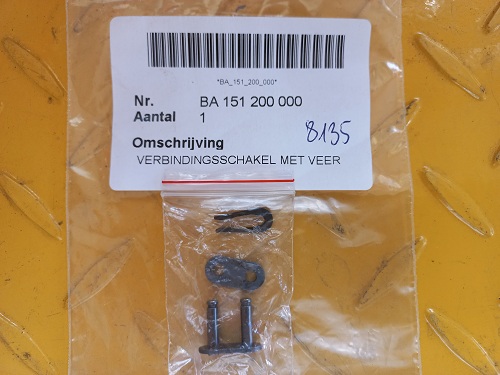 *BA_151_200_000*
Nr. BA 151 200 000
Aantal 1
8135
Omschrijving
VERBINDINGSSCHAKEL MET VEER